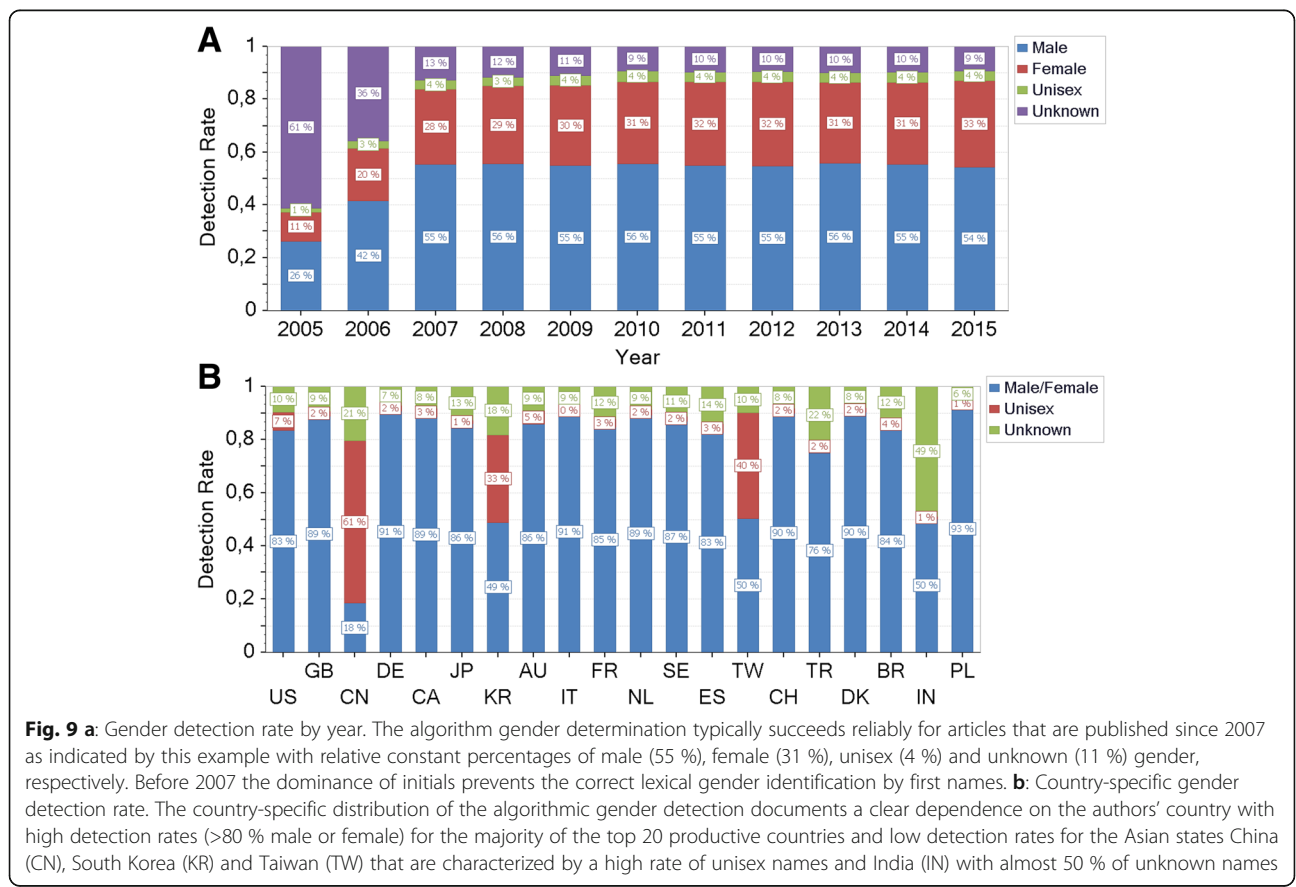 A
Detection Rate
1
0,8
0,6
0,4
0,2
0
61 % 36 % 13 % 12 % 11 % 9 % 10 % 10 % 10 % 10 % 9 %
1 % 3 % 4 % 3 % 4 % 4 % 4 % 4 % 4 % 4 % 4 %
11 % 20 % 28 % 29 % 30 % 31 % 32 % 32 % 31 % 31 % 33 %
26 % 42 % 55 % 56 % 55 % 56 % 55 % 55 % 56 % 55 % 54 %
2005 2006 2007 2008 2009 2010 2011 2012 2013 2014 2015
Year
Male
Female
Unisex
Unknown
B
Detection Rate
1
0,8
0,6
0,4
0,2
0
10 % 9 % 21 % 7 % 8 % 13 % 18 % 9 % 9 % 12 % 9 % 11 % 14 % 10 % 8 % 22 % 8 % 12 % 49 % 6 %
7 % 2 % 61 % 2 % 3 % 1 % 33 % 5 % 0 % 3 % 2 % 2 % 3 % 40 % 2 % 2 % 2 % 4 % 1 % 1 %
83 % 89 % 18 % 91 % 89 % 86 % 49 % 86 % 91 % 85 % 89 % 87 % 83 % 50 % 90 % 76 % 90 % 84 % 50 % 93 %
GB DE JP AU FR SE TW TR BR PL
US CN CA KR IT NL ES CH DK IN
Male/Female
Unisex
Unknown
Fig. 9 a: Gender detection rate by year. The algorithm gender determination typically succeeds reliably for articles that are published since 2007
as indicated by this example with relative constant percentages of male (55 %), female (31 %), unisex (4 %) and unknown (11 %) gender,
respectively. Before 2007 the dominance of initials prevents the correct lexical gender identification by first names. b: Country-specific gender
detection rate. The country-specific distribution of the algorithmic gender detection documents a clear dependence on the authors' country with
high detection rates (>80 % male or female) for the majority of the top 20 productive countries and low detection rates for the Asian states China
(CN), South Korea (KR) and Taiwan (TW) that are characterized by a high rate of unisex names and India (IN) with almost 50 % of unknown names